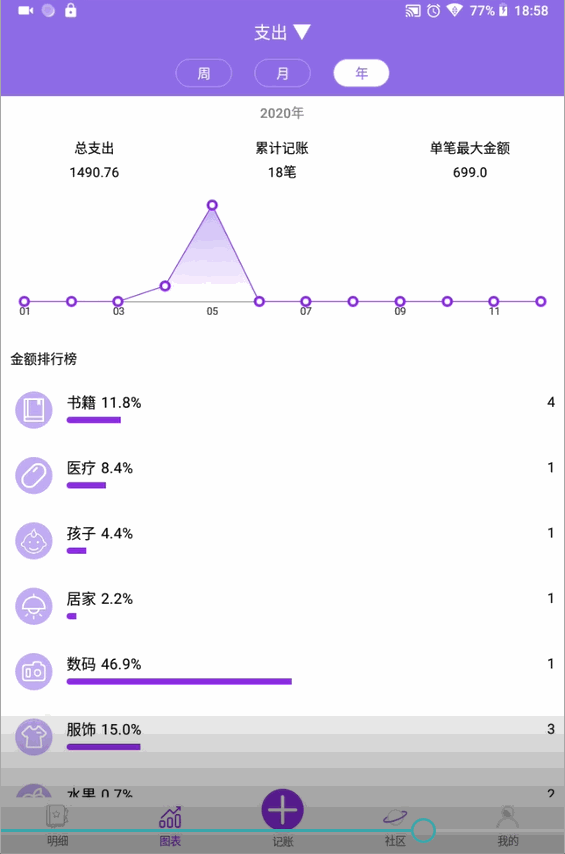 77% 18:58
支出
周 月 年
2020年
总支出 累计记账 单笔最大金额
1490.76 18笔 699.0
01 03 05 07 09 11
金额排行榜
书籍 11.8% 4
医疗 8.4% 1
孩子 4.4% 1
居家 2.2% 1
数码 46.9% 1
服饰 15.0% 3
水果 0.7% 2
明细 图表 记账 社区 我的